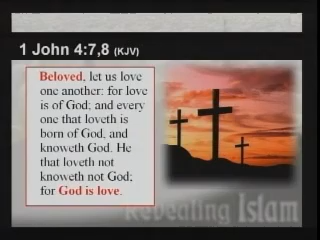 1 John 4:7,8 (KJV)
Beloved, let us love
one another: for love
is of God; and every
one that loveth is
born of God, and
knoweth God. He
that loveth not
knoweth not God;
for God is love.
Revealing Islam